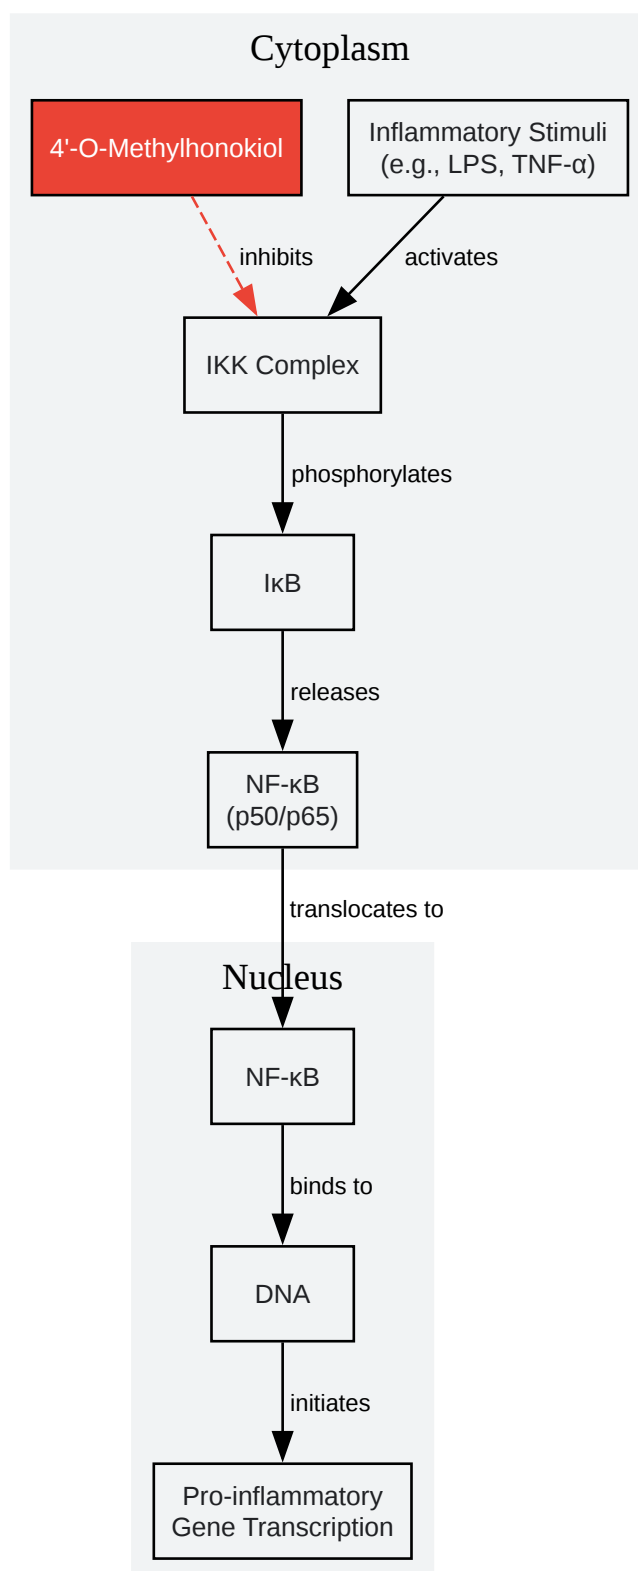 Cytoplasm
4'-O-Methylhonokiol
Inflammatory Stimuli
(e.g., LPS, TNF-α)
inhibits
activates
IKK Complex
phosphorylates
IκB
releases
NF-κB
(p50/p65)
translocates to
Nucleus
NF-κB
binds to
DNA
initiates
Pro-inflammatory
Gene Transcription